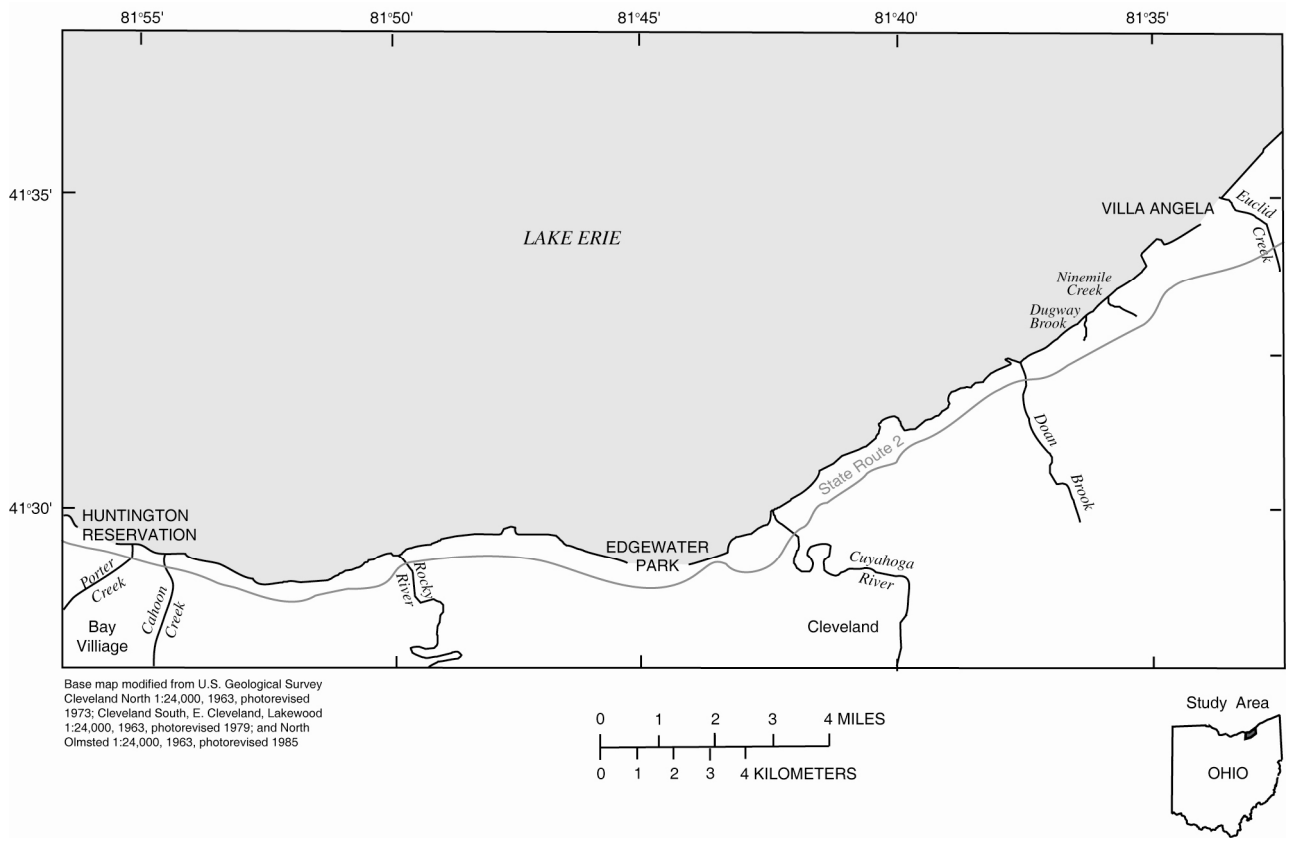 81°55'
81°50'
81°45'
81°40'
81°35'
41°35'
VILLA ANGELA
Euclid
Creek
LAKE ERIE
Ninemile
Creek
Dugway
Brook
Doan
Brook
State Route 2
41°30'
HUNTINGTON
RESERVATION
EDGEWATER
PARK
Porter
Creek
Cahoon
Creek
Rocky
River
Cuyahoga
River
Bay
Villiage
Cleveland
Base map modified from U.S. Geological Survey
Cleveland North 1:24,000, 1963, photorevised
1973; Cleveland South, E. Cleveland, Lakewood
1:24,000, 1963, photorevised 1979; and North
Olmsted 1:24,000, 1963, photorevised 1985
0 1 2 3 4 MILES
0 1 2 3 4 KILOMETERS
Study Area
OHIO